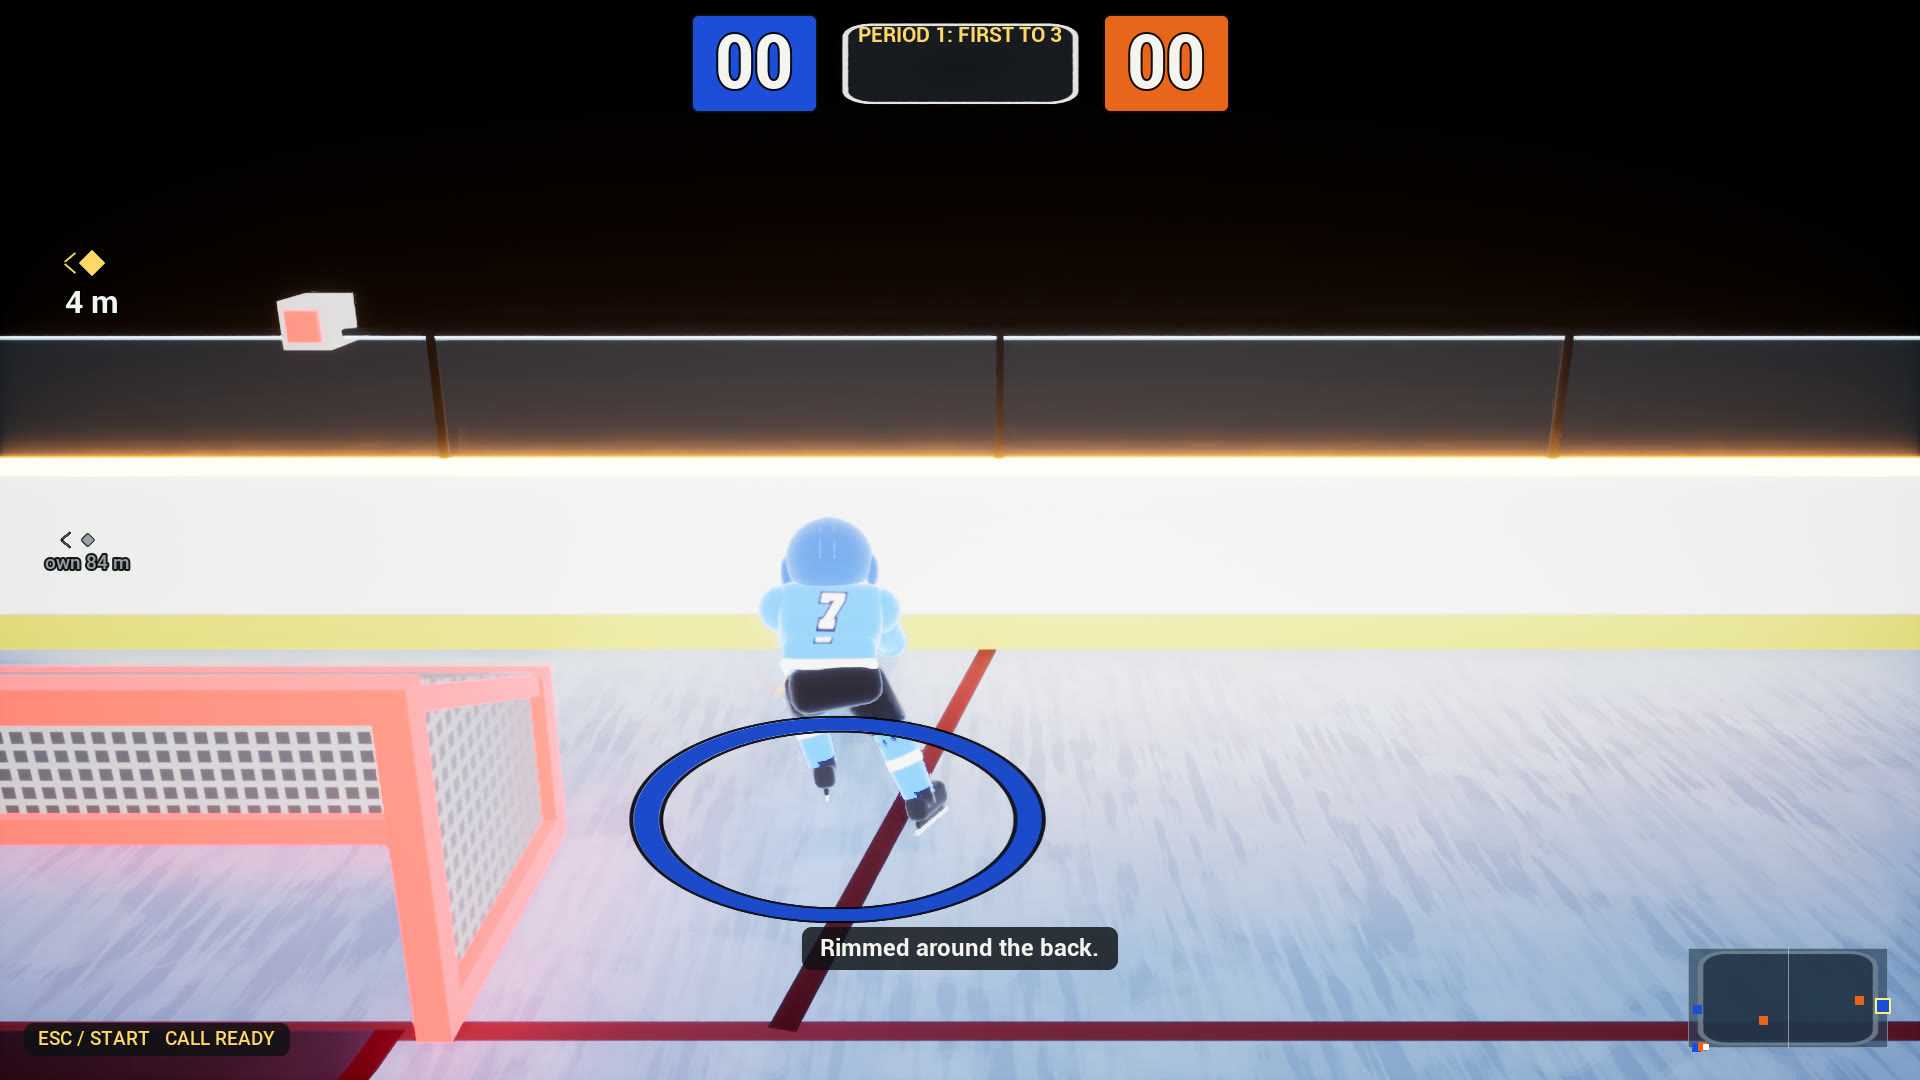 00
PERIOD 1: FIRST TO 3
00
4 m
own 84 m
7
Rimmed around the back.
ESC / START CALL READY